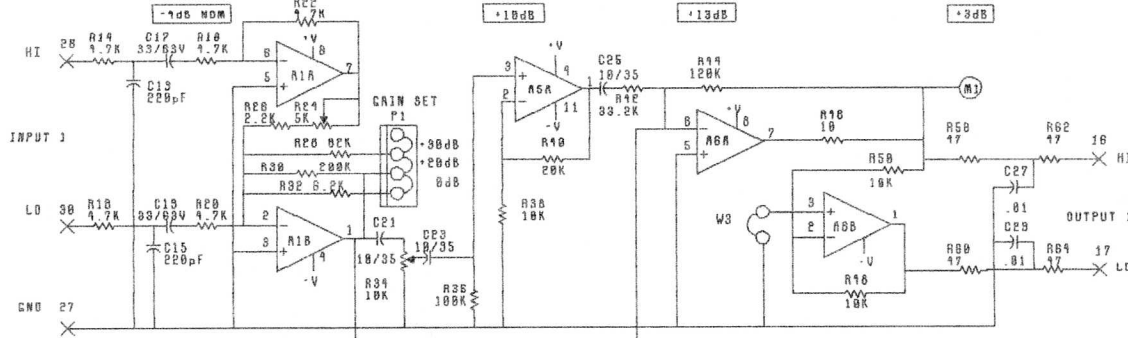 -9dB NOM
+10dB
+13dB
+3dB
HI 28
R14
4.7K
C17
33/63V
R18
4.7K
C13
220pF
R22
4.7K
6
5
7
8
+V
A1A
R26
2.2K
R24
5K
GAIN SET
P1
+30dB
+20dB
0dB
R28 82K
R30 200K
R32 8.2K
INPUT 1
LO 30
R16
4.7K
C19
33/63V
R20
4.7K
C15
220pF
2
3
1
4
-V
A1B
C21
10/35
R34
10K
C23
10/35
R36
100K
GND 27
3
2
+V
4
1
11
-V
A5A
R38
10K
R40
20K
C25
10/35
R42
33.2K
R44
120K
6
5
+V
8
7
A6A
R48
10
M1
R50
10K
W3
3
2
1
-V
A6B
R46
10K
R58
47
R62
47
16
HI
C27
.01
C29
.01
OUTPUT 1
R60
47
R64
47
17
LO